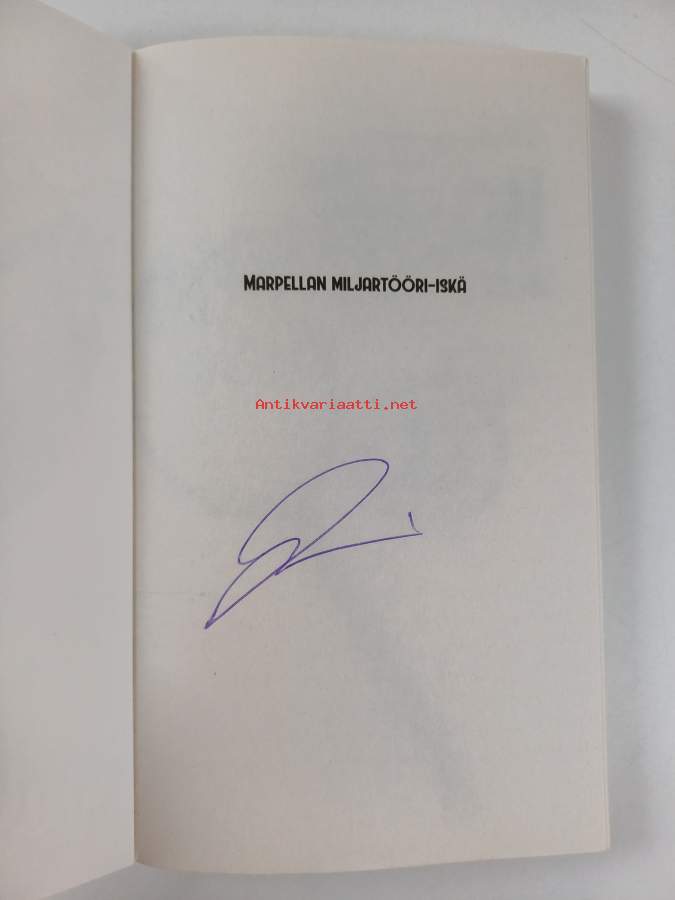 MARPELLAN MILJARTÖÖRI-ISKÄ
Antikvariaatti.net